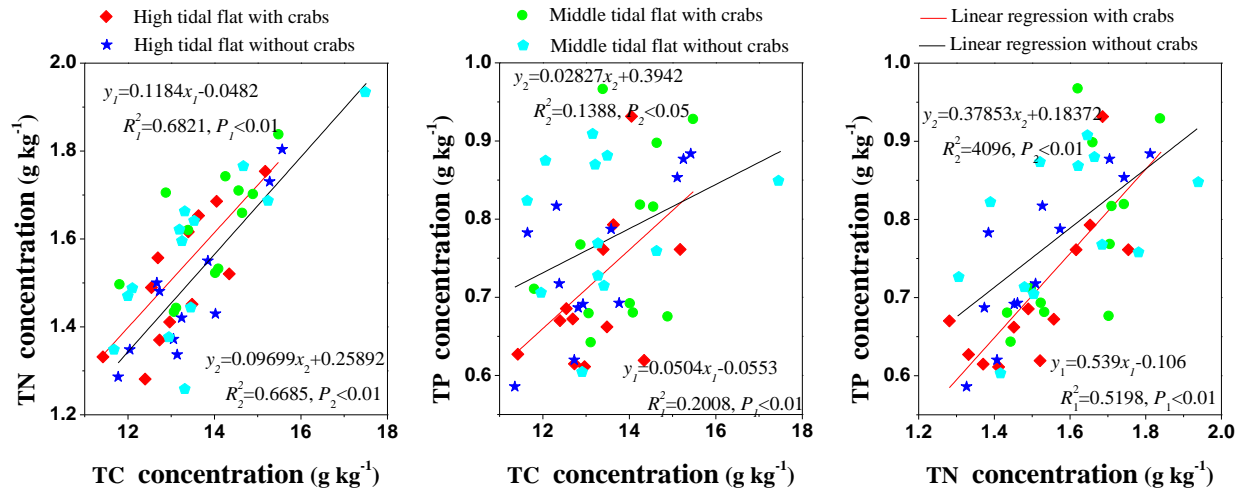 High tidal flat with crabs
High tidal flat without crabs
Middle tidal flat with crabs
Middle tidal flat without crabs
Linear regression with crabs
Linear regression without crabs
2.0
1.8
1.6
1.4
1.2
TN concentration (g kg⁻¹)
y₁=0.1184x₁-0.0482
R₁²=0.6821, P₁<0.01
y₂=0.09699x₂+0.25892
R₂²=0.6685, P₂<0.01
12 14 16 18
TC concentration (g kg⁻¹)
1.0
0.9
0.8
0.7
0.6
TP concentration (g kg⁻¹)
y₂=0.02827x₂+0.3942
R₂²=0.1388, P₂<0.05
y₁=0.0504x₁-0.0553
R₁²=0.2008, P₁<0.01
12 14 16 18
TC concentration (g kg⁻¹)
1.0
0.9
0.8
0.7
0.6
TP concentration (g kg⁻¹)
y₂=0.37853x₂+0.18372
R₂²=4096, P₂<0.01
y₁=0.539x₁-0.106
R₁²=0.5198, P₁<0.01
1.2 1.4 1.6 1.8 2.0
TN concentration (g kg⁻¹)